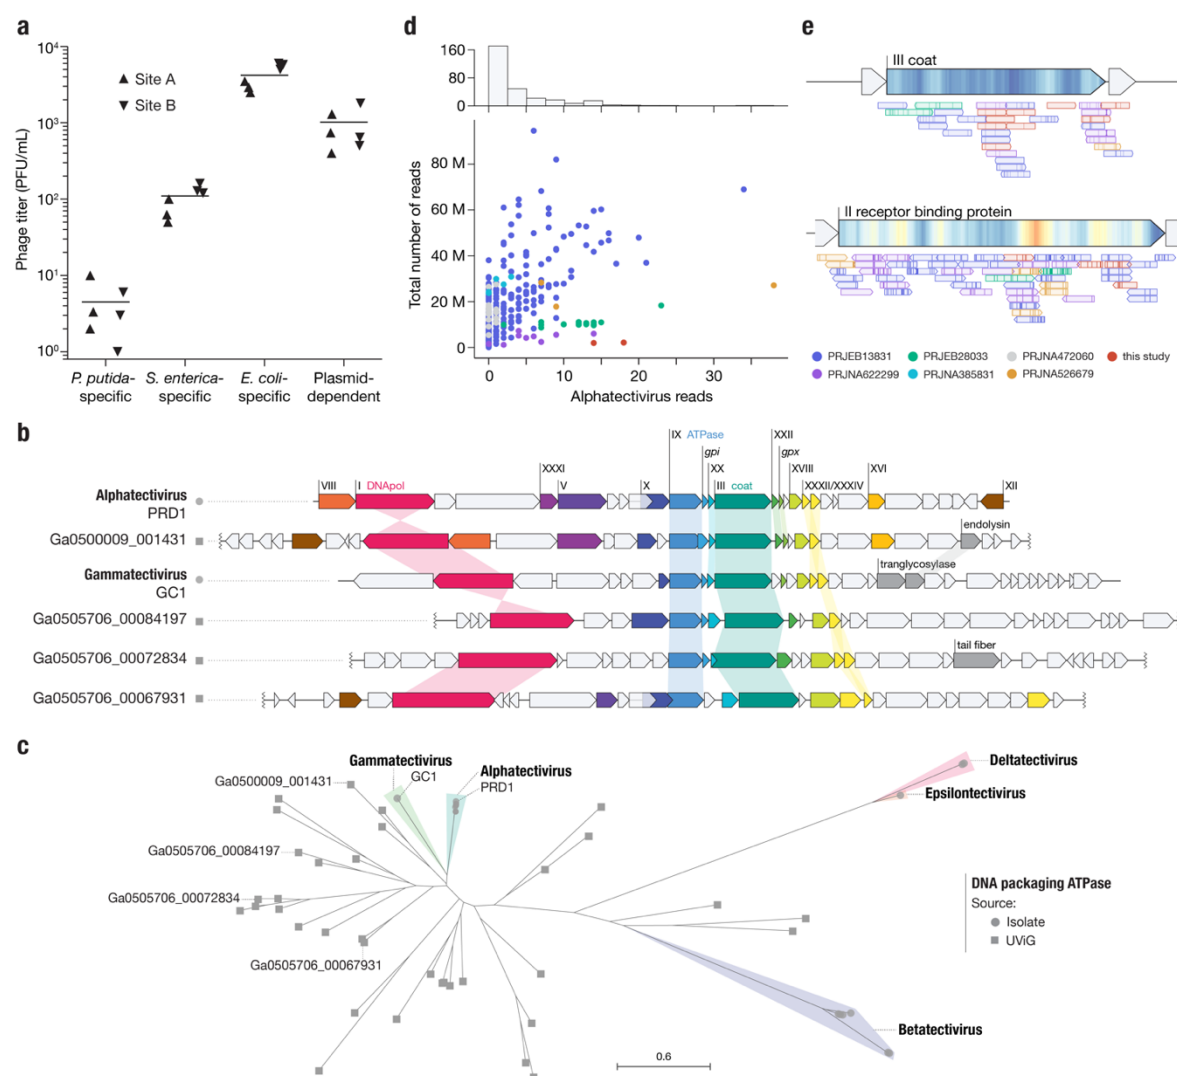 a
Phage titer (PFU/mL)
10⁴
10³
10²
10¹
10⁰
Site A
Site B
P. putida-
specific
S. enterica-
specific
E. coli-
specific
Plasmid-
dependent
d
160
80
0
Total number of reads
80 M
60 M
40 M
20 M
0
0
10
20
30
Alphatectivirus reads
e
III coat
II receptor binding protein
PRJEB13831
PRJEB28033
PRJNA472060
this study
PRJNA622299
PRJNA385831
PRJNA526679
b
IX ATPase
XXII
gpi
gpx
XXXI
XX
XVIII
XVI
VIII
I DNApol
V
X
III coat
XXXII/XXXIV
XII
Alphatectivirus
PRD1
Ga0500009_001431
endolysin
Gammatectivirus
GC1
tranglycosylase
Ga0505706_00084197
Ga0505706_00072834
tail fiber
Ga0505706_00067931
c
Gammatectivirus
GC1
Ga0500009_001431
Alphatectivirus
PRD1
Deltatectivirus
Epsilontectivirus
Ga0505706_00084197
Ga0505706_00072834
Ga0505706_00067931
DNA packaging ATPase
Source:
Isolate
UViG
Betatectivirus
0.6